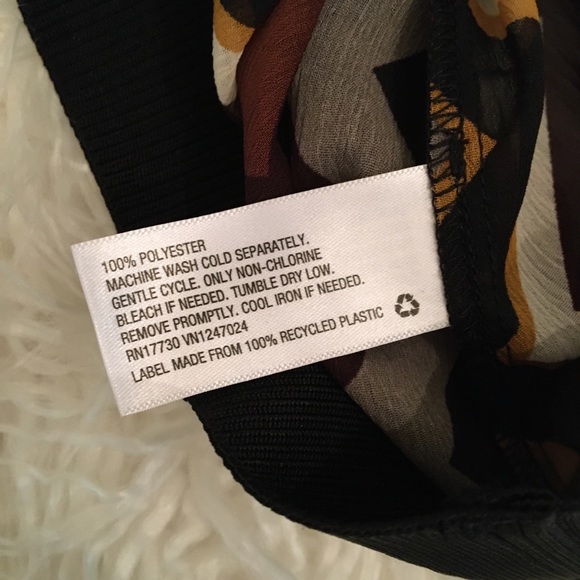 100% POLYESTER
MACHINE WASH COLD SEPARATELY.
GENTLE CYCLE. ONLY NON-CHLORINE
BLEACH IF NEEDED. TUMBLE DRY LOW.
REMOVE PROMPTLY. COOL IRON IF NEEDED.
RN17730 VN1247024
LABEL MADE FROM 100% RECYCLED PLASTIC